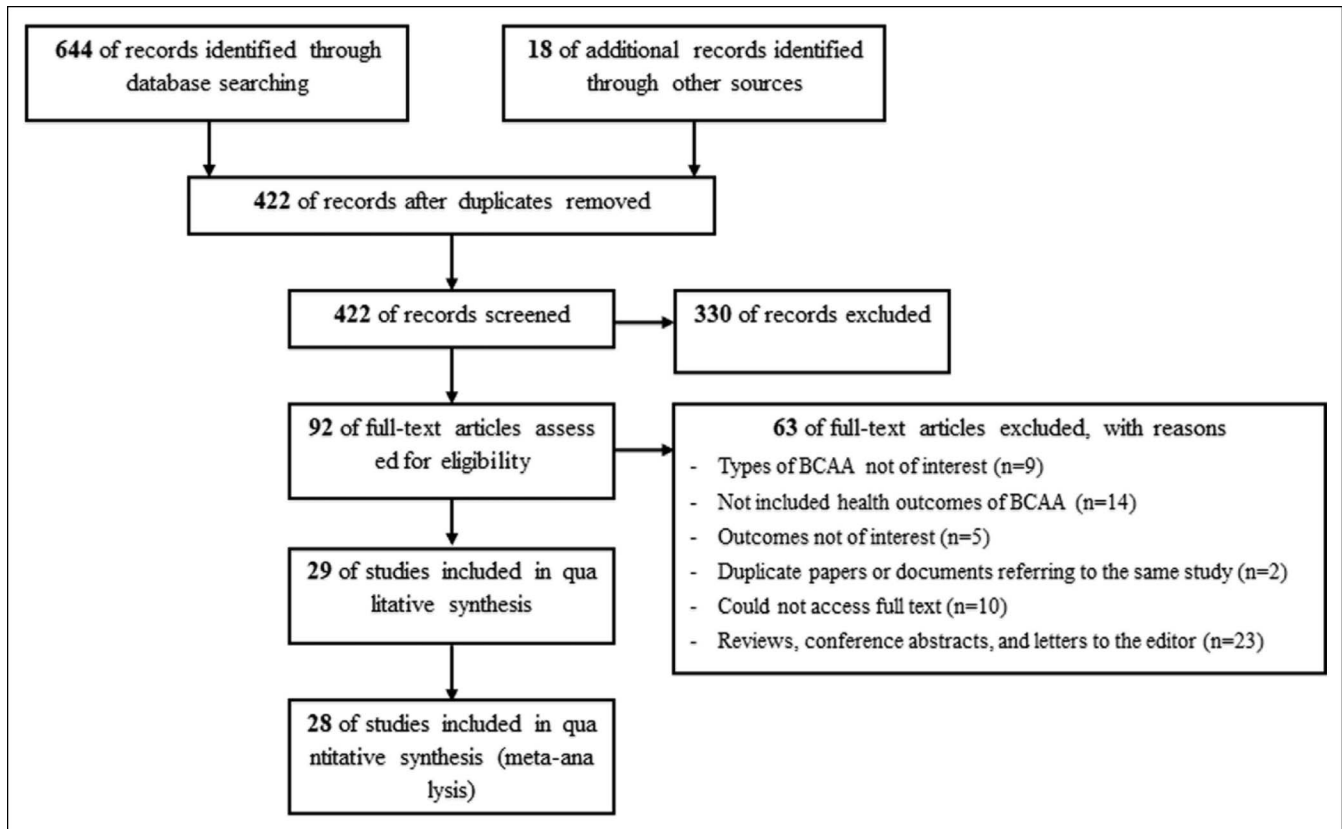 644 of records identified through
database searching
18 of additional records identified
through other sources
422 of records after duplicates removed
422 of records screened
330 of records excluded
92 of full-text articles assess
ed for eligibility
63 of full-text articles excluded, with reasons
- Types of BCAA not of interest (n=9)
- Not included health outcomes of BCAA (n=14)
- Outcomes not of interest (n=5)
- Duplicate papers or documents referring to the same study (n=2)
- Could not access full text (n=10)
- Reviews, conference abstracts, and letters to the editor (n=23)
29 of studies included in qua
litative synthesis
28 of studies included in qua
ntitative synthesis (meta-ana
lysis)